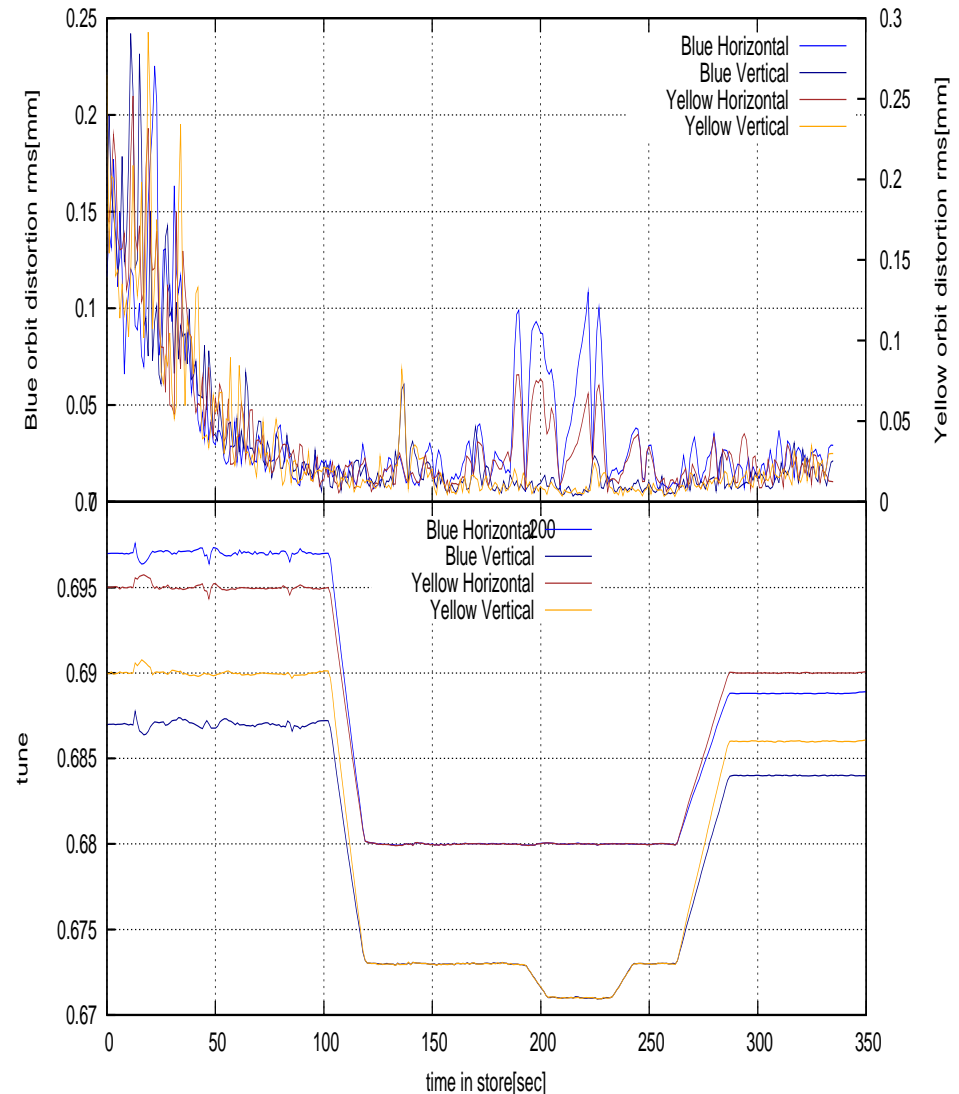 0.25
0.2
0.15
0.1
0.05
0
0.3
0.25
0.2
0.15
0.1
0.05
0
Blue orbit distortion rms[mm]
Yellow orbit distortion rms[mm]
Blue Horizontal
Blue Vertical
Yellow Horizontal
Yellow Vertical
200
0.7
0.695
0.69
0.685
0.68
0.675
0.67
tune
Blue Horizontal
Blue Vertical
Yellow Horizontal
Yellow Vertical
0 50 100 150 200 250 300 350
time in store[sec]